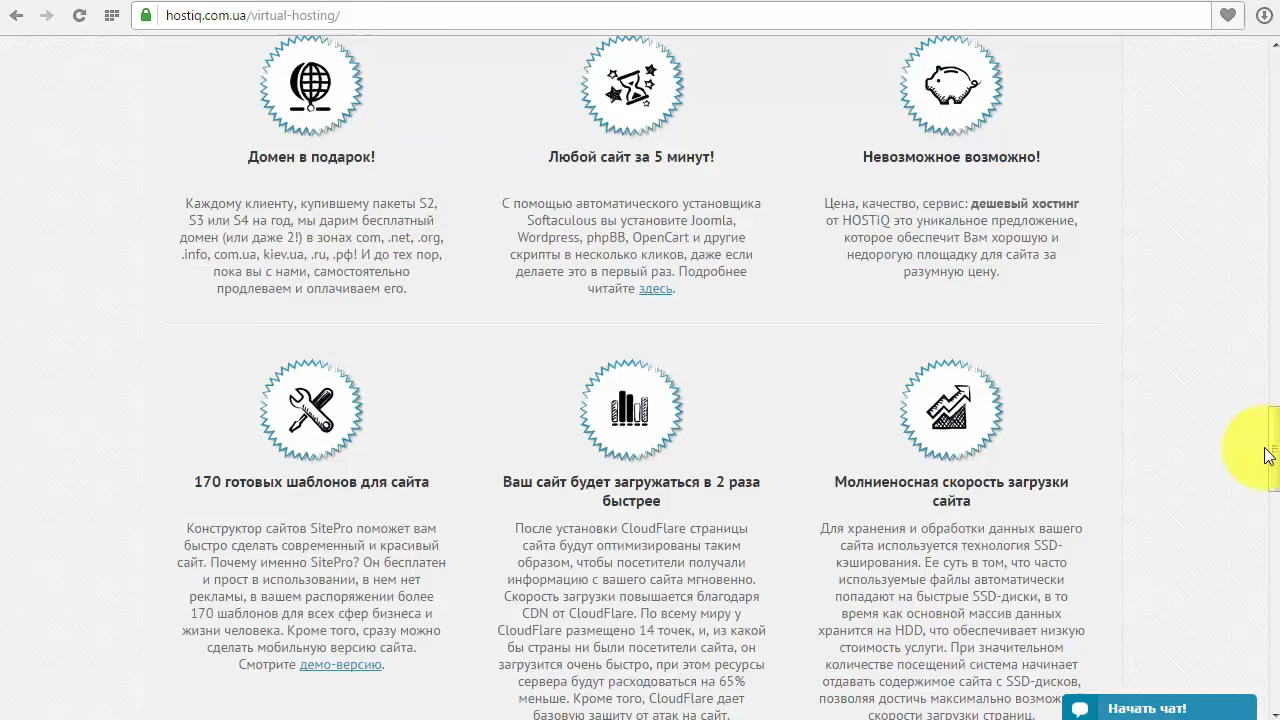 hostiq.com.ua/virtual-hosting/
Домен в подарок!
Каждому клиенту, купившему пакеты S2,
S3 или S4 на год, мы дарим бесплатный
домен (или даже 2!) в зонах com, .net, .org,
.info, com.ua, kiev.ua, .ru, .рф! И до тех пор,
пока вы с нами, самостоятельно
продлеваем и оплачиваем его.
Любой сайт за 5 минут!
С помощью автоматического установщика
Softaculous вы установите Joomla,
Wordpress, phpBB, OpenCart и другие
скрипты в несколько кликов, даже если
делаете это в первый раз. Подробнее
читайте здесь.
Невозможное возможно!
Цена, качество, сервис: дешевый хостинг
от HOSTiQ это уникальное предложение,
которое обеспечит Вам хорошую и
недорогую площадку для сайта за
разумную цену.
170 готовых шаблонов для сайта
Конструктор сайтов SitePro поможет вам
быстро сделать современный и красивый
сайт. Почему именно SitePro? Он бесплатен
и прост в использовании, в нем нет
рекламы, в вашем распоряжении более
170 шаблонов для всех сфер бизнеса и
жизни человека. Кроме того, сразу можно
сделать мобильную версию сайта.
Смотрите демо-версию.
Ваш сайт будет загружаться в 2 раза
быстрее
После установки CloudFlare страницы
сайта будут оптимизированы таким
образом, чтобы посетители получали
информацию с вашего сайта мгновенно.
Скорость загрузки повышается благодаря
CDN от CloudFlare. По всему миру у
CloudFlare размещено 14 точек, и, из какой
бы страны ни были посетители сайта, он
загрузится очень быстро, при этом ресурсы
сервера будут расходоваться на 65%
меньше. Кроме того, CloudFlare дает
базовую защиту от атак на сайт.
Молниеносная скорость загрузки
сайта
Для хранения и обработки данных вашего
сайта используется технология SSD-
кэширования. Ее суть в том, что часто
используемые файлы автоматически
попадают на быстрые SSD-диски, в то
время как основной массив данных
хранится на HDD, что обеспечивает низкую
стоимость услуги. При значительном
количестве посещений система начинает
отдавать содержимое сайта с SSD-дисков,
позволяя достичь максимально
скорости загрузки страниц.
Начать чат!